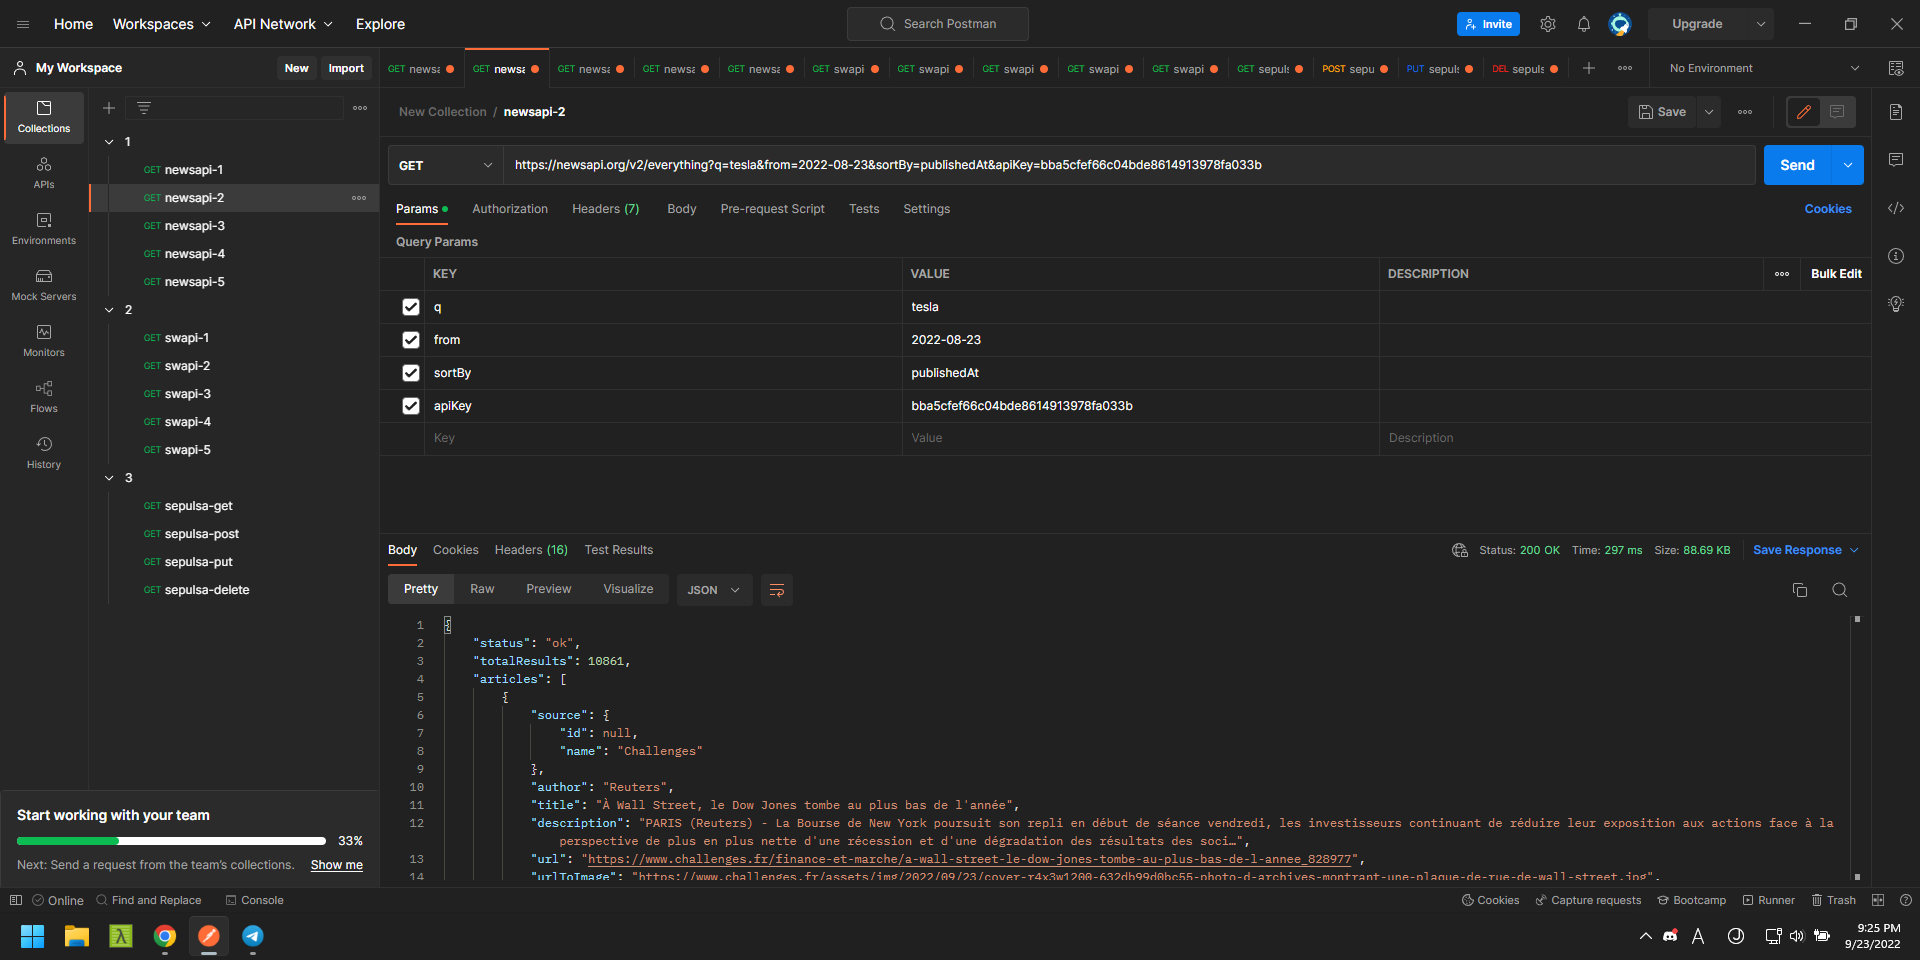 Home Workspaces API Network Explore Search Postman Invite Upgrade
My Workspace New Import
GET newsa GET newsa GET newsa GET newsa GET newsa GET swapi GET swapi GET swapi GET swapi GET swapi GET sepuls POST sepu PUT sepuls DEL sepuls No Environment
Collections
APIs
Environments
Mock Servers
Monitors
Flows
History
1
GET newsapi-1
GET newsapi-2
GET newsapi-3
GET newsapi-4
GET newsapi-5
2
GET swapi-1
GET swapi-2
GET swapi-3
GET swapi-4
GET swapi-5
3
GET sepulsa-get
GET sepulsa-post
GET sepulsa-put
GET sepulsa-delete
Start working with your team
33%
Next: Send a request from the team's collections. Show me
New Collection / newsapi-2 Save
GET https://newsapi.org/v2/everything?q=tesla&from=2022-08-23&sortBy=publishedAt&apiKey=bba5cfef66c04bde8614913978fa033b Send
Params Authorization Headers (7) Body Pre-request Script Tests Settings Cookies
Query Params
KEY VALUE DESCRIPTION Bulk Edit
q tesla
from 2022-08-23
sortBy publishedAt
apiKey bba5cfef66c04bde8614913978fa033b
Key Value Description
Body Cookies Headers (16) Test Results Status: 200 OK Time: 297 ms Size: 88.69 KB Save Response
Pretty Raw Preview Visualize JSON
1 {
2 "status": "ok",
3 "totalResults": 10861,
4 "articles": [
5 {
6 "source": {
7 "id": null,
8 "name": "Challenges"
9 },
10 "author": "Reuters",
11 "title": "À Wall Street, le Dow Jones tombe au plus bas de l'année",
12 "description": "PARIS (Reuters) - La Bourse de New York poursuit son repli en début de séance vendredi, les investisseurs continuant de réduire leur exposition aux actions face à la
perspective de plus en plus nette d'une récession et d'une dégradation des résultats des soci…",
13 "url": "https://www.challenges.fr/finance-et-marche/a-wall-street-le-dow-jones-tombe-au-plus-bas-de-l-annee_828977",
14 "urlToImage": "https://www.challenges.fr/assets/img/2022/09/23/cover-r4x3w1200-632db99d0bc55-photo-d-archives-montrant-une-plaque-de-rue-de-wall-street.jpg",
Online Find and Replace Console Cookies Capture requests Bootcamp Runner Trash
9:25 PM
9/23/2022